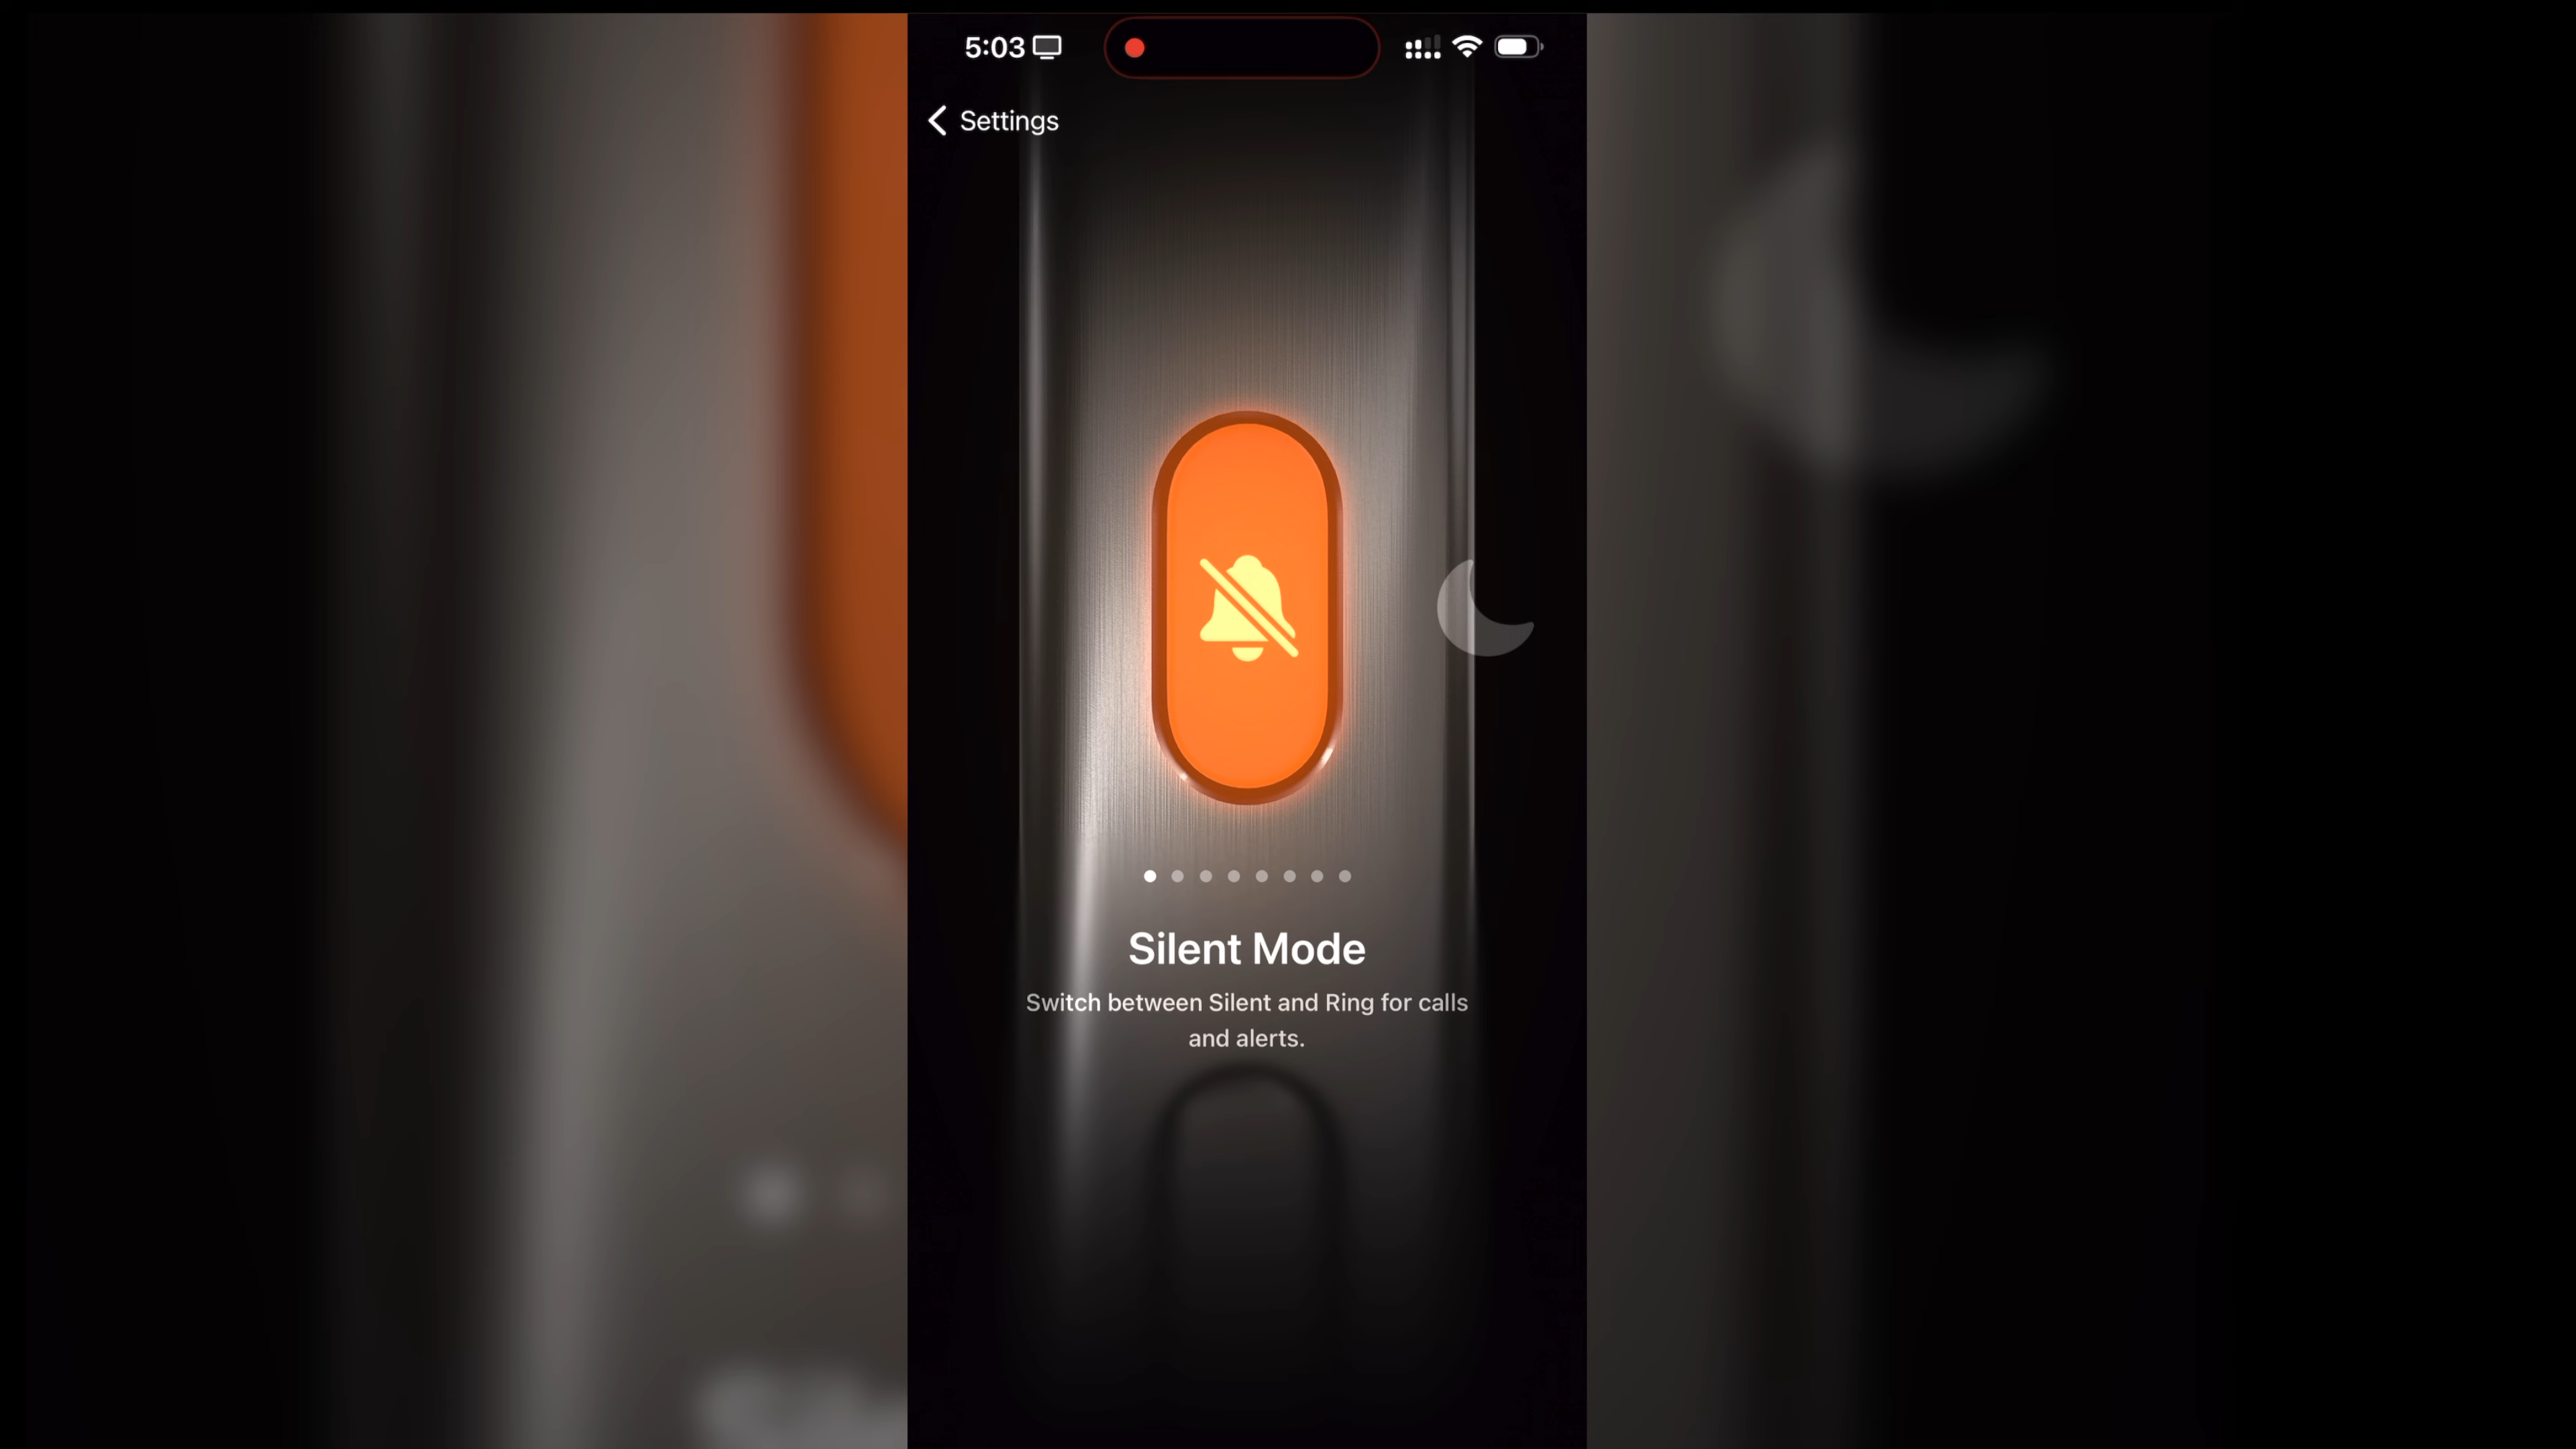 5:03
Settings
Silent Mode
Switch between Silent and Ring for calls
and alerts.